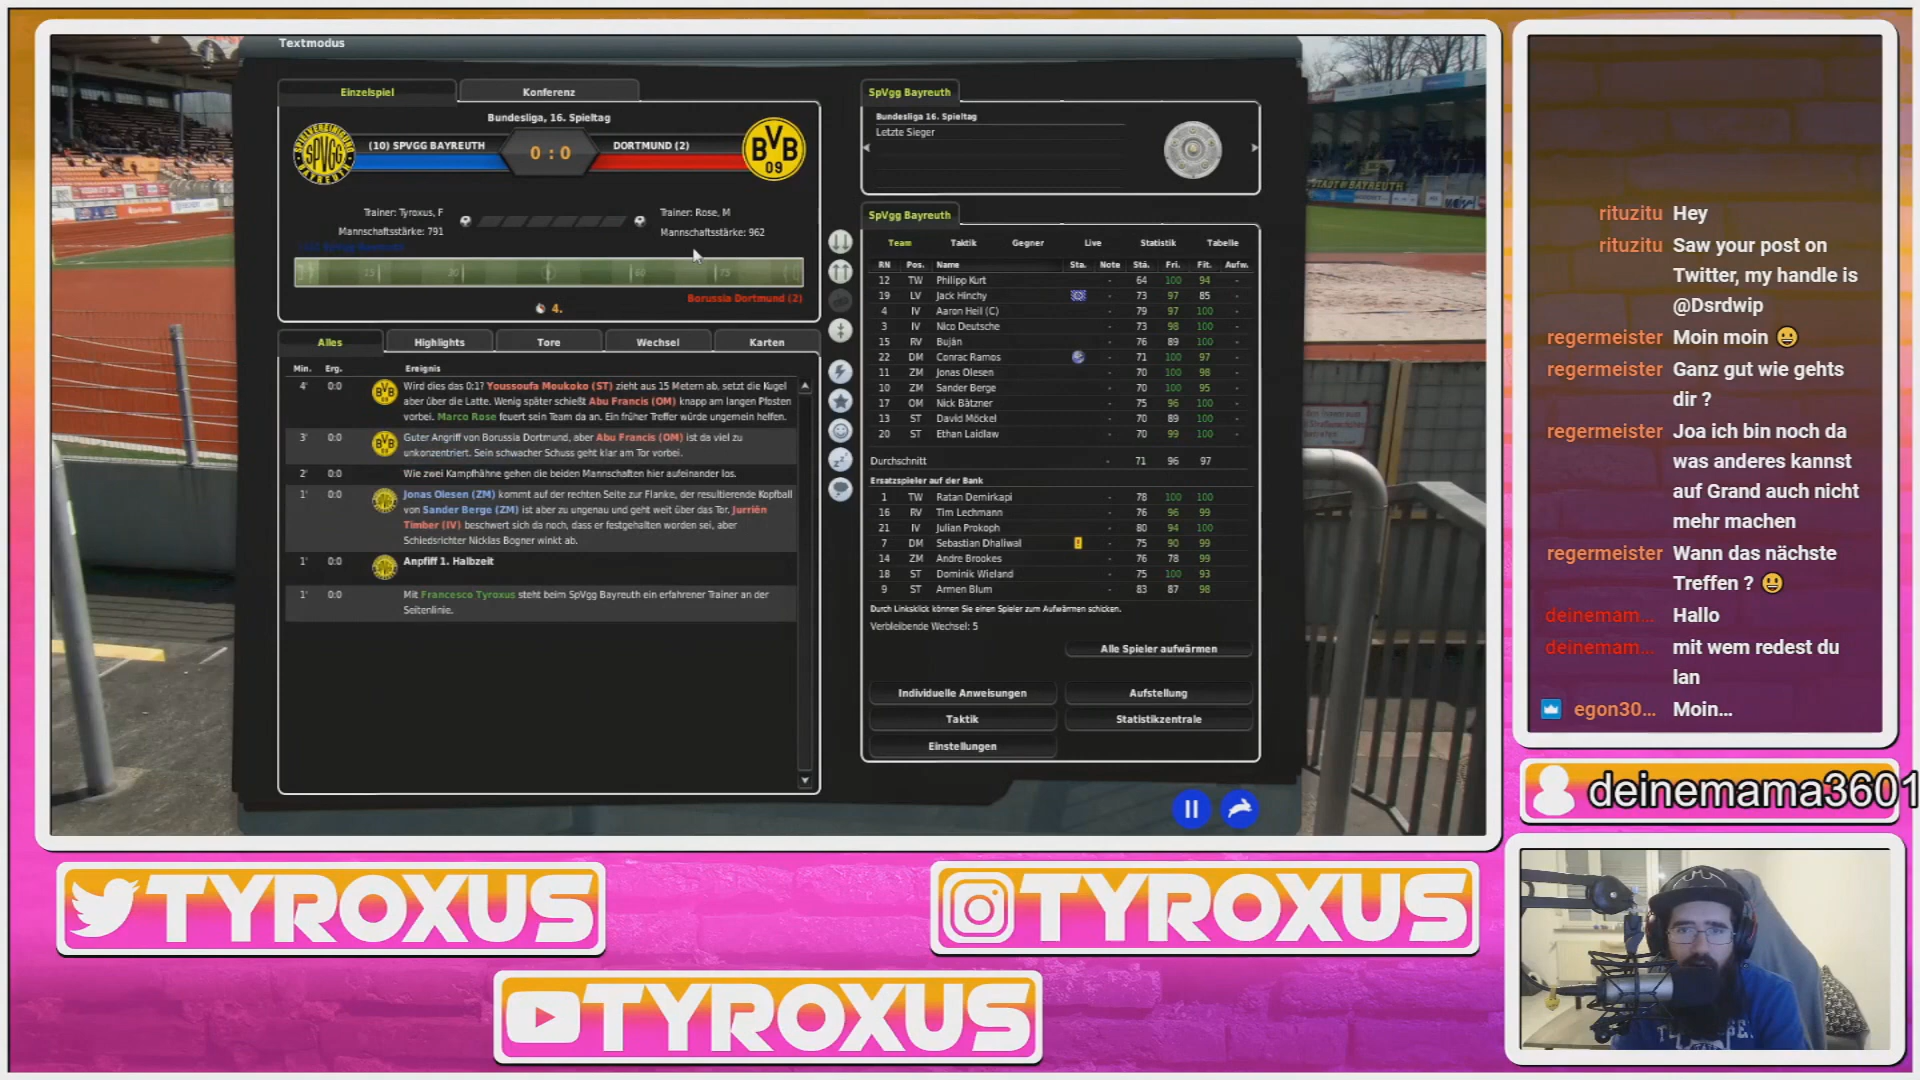 Textmodus
Einzelspiel
Konferenz
Bundesliga, 16. Spieltag
SPIELVEREINIGUNG
SPVGG
BAYREUTH
(10) SPVGG BAYREUTH
0 : 0
DORTMUND (2)
BVB
09
Trainer: Tyroxus, F
Mannschaftsstärke: 791
Trainer: Rose, M
Mannschaftsstärke: 962
(10) SpVgg Bayreuth
15 30 60 75
Borussia Dortmund (2)
4.
Alles
Highlights
Tore
Wechsel
Karten
Min. Erg. Ereignis
4' 0:0 Wird dies das 0:1? Youssoufa Moukoko (ST) zieht aus 15 Metern ab, setzt die Kugel
aber über die Latte. Wenig später schießt Abu Francis (OM) knapp am langen Pfosten
vorbei. Marco Rose feuert sein Team da an. Ein früher Treffer würde ungemein helfen.
3' 0:0 Guter Angriff von Borussia Dortmund, aber Abu Francis (OM) ist da viel zu
unkonzentriert. Sein schwacher Schuss geht klar am Tor vorbei.
2' 0:0 Wie zwei Kampfhähne gehen die beiden Mannschaften hier aufeinander los.
1' 0:0 Jonas Olesen (ZM) kommt auf der rechten Seite zur Flanke, der resultierende Kopfball
von Sander Berge (ZM) ist aber zu ungenau und geht weit über das Tor. Jurriën
Timber (IV) beschwert sich da noch, dass er festgehalten worden sei, aber
Schiedsrichter Nicklas Bogner winkt ab.
1' 0:0 Anpfiff 1. Halbzeit
1' 0:0 Mit Francesco Tyroxus steht beim SpVgg Bayreuth ein erfahrener Trainer an der
Seitenlinie.
SpVgg Bayreuth
Bundesliga 16. Spieltag
Letzte Sieger
SpVgg Bayreuth
Team Taktik Gegner Live Statistik Tabelle
RN Pos. Name Sta. Note Stä. Fri. Fit. Aufw.
12 TW Philipp Kurt - 64 100 94 -
19 LV Jack Hinchy - 73 97 85 -
4 IV Aaron Heil (C) - 79 97 100 -
3 IV Nico Deutsche - 73 98 100 -
15 RV Buján - 76 89 100 -
22 DM Conrac Ramos - 71 100 97 -
11 ZM Jonas Olesen - 70 100 98 -
10 ZM Sander Berge - 70 100 95 -
17 OM Nick Bätzner - 75 96 100 -
13 ST David Möckel - 70 89 100 -
20 ST Ethan Laidlaw - 70 99 100 -
Durchschnitt - 71 96 97
Ersatzspieler auf der Bank
1 TW Ratan Demirkapi - 78 100 100
16 RV Tim Lechmann - 76 96 99
21 IV Julian Prokoph - 80 94 100
7 DM Sebastian Dhaliwal - 75 90 99
14 ZM Andre Brookes - 76 78 99
18 ST Dominik Wieland - 75 100 93
9 ST Armen Blum - 83 87 98
Durch Linksklick können Sie einen Spieler zum Aufwärmen schicken.
Verbleibende Wechsel: 5
Alle Spieler aufwärmen
Individuelle Anweisungen
Aufstellung
Taktik
Statistikzentrale
Einstellungen
STADT BAYREUTH
rituzitu Hey
rituzitu Saw your post on
Twitter, my handle is
@Dsrdwip
regermeister Moin moin 😀
regermeister Ganz gut wie gehts
dir ?
regermeister Joa ich bin noch da
was anderes kannst
auf Grand auch nicht
mehr machen
regermeister Wann das nächste
Treffen ? 😀
deinemam... Hallo
deinemam... mit wem redest du
lan
egon30... Moin...
deinemama3601
TYROXUS
TYROXUS
TYROXUS